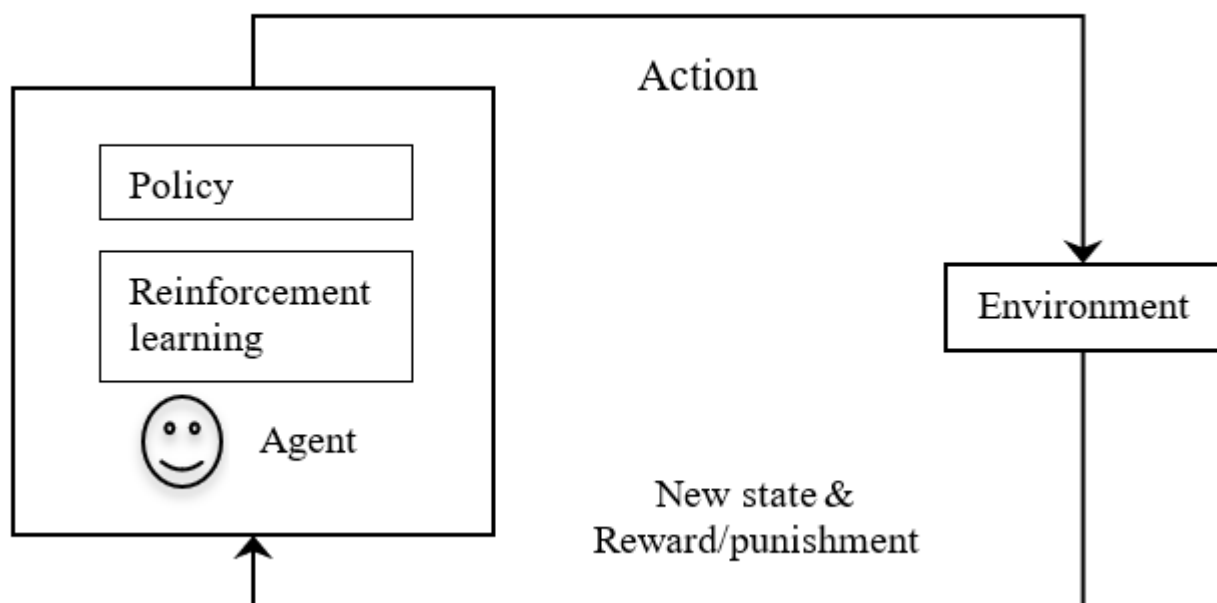 Action
Policy
Reinforcement
learning
Agent
Environment
New state &
Reward/punishment